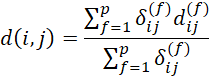 d(i, j) = \frac{\sum_{f=1}^{p} \delta_{ij}^{(f)} d_{ij}^{(f)}}{\sum_{f=1}^{p} \delta_{ij}^{(f)}}